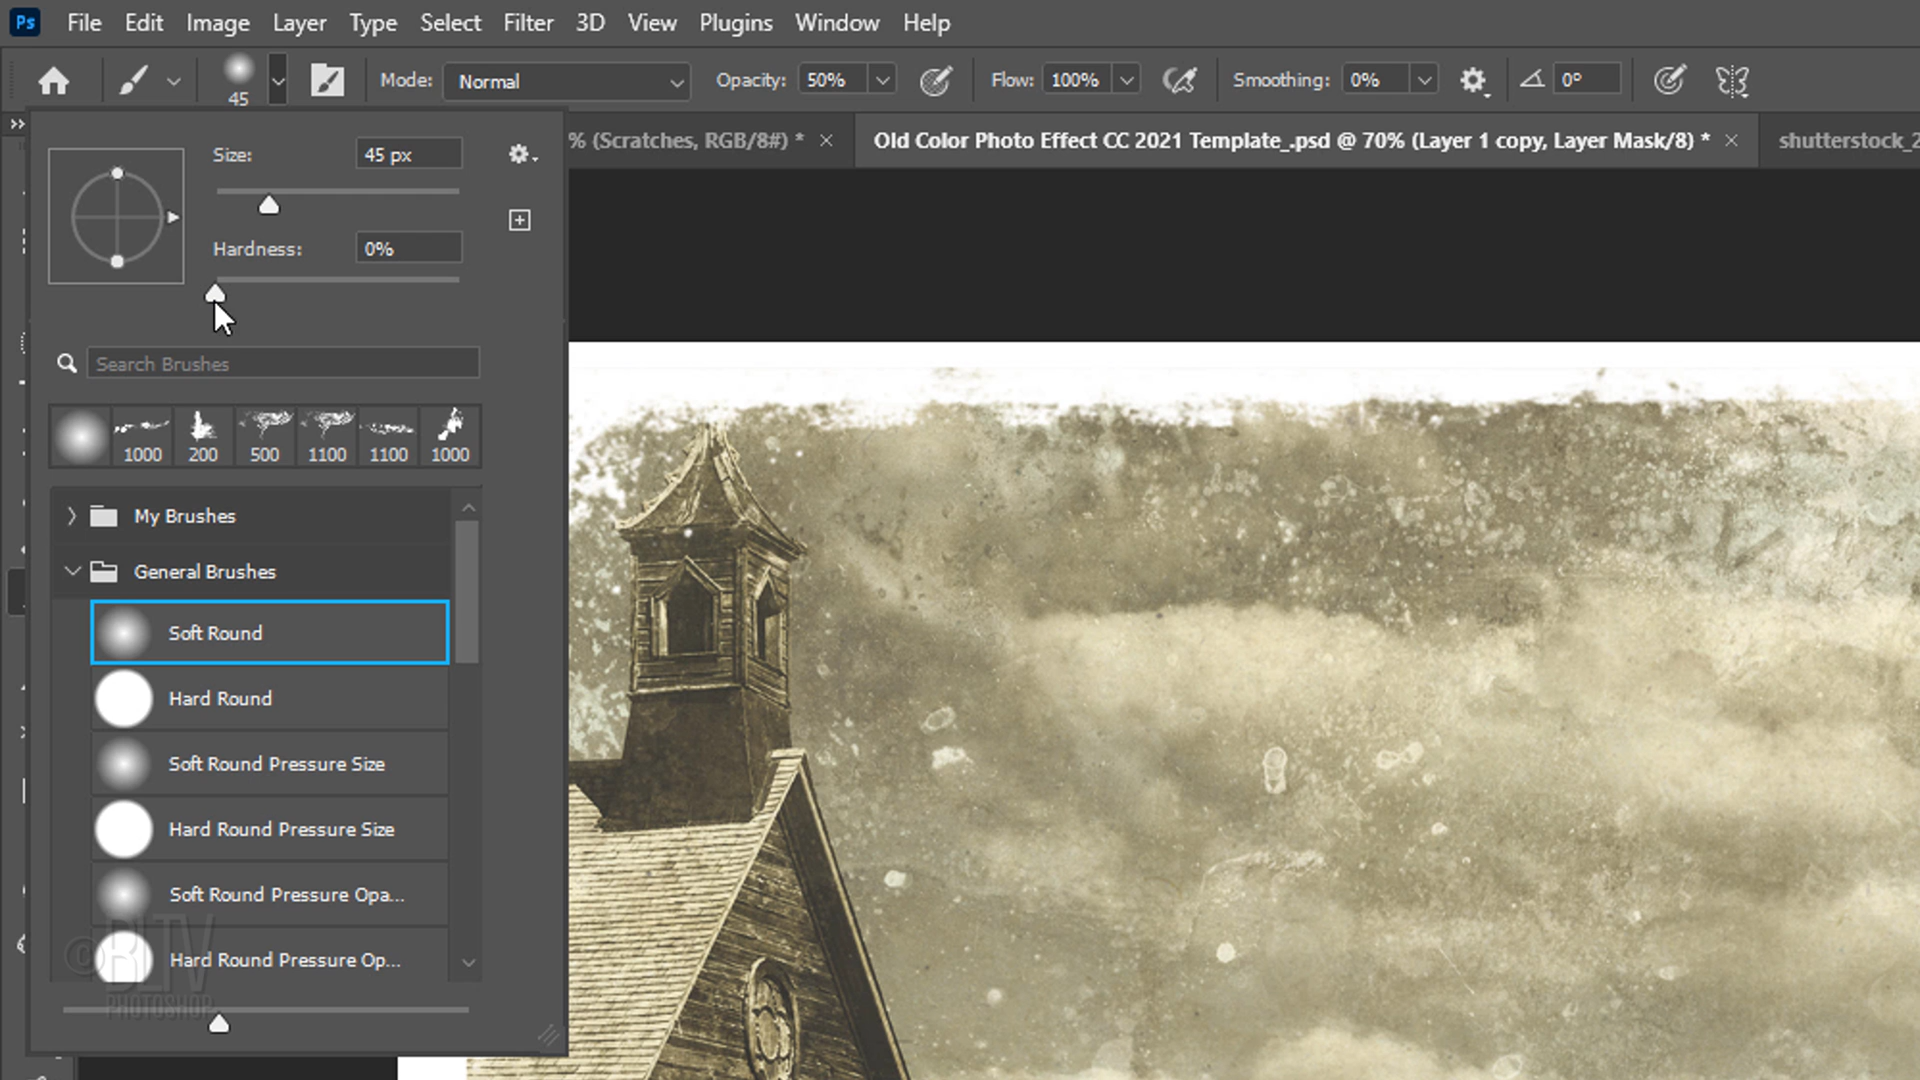 Ps File Edit Image Layer Type Select Filter 3D View Plugins Window Help
45 Mode: Normal Opacity: 50% Flow: 100% Smoothing: 0% 0°
% (Scratches, RGB/8#) * × Old Color Photo Effect CC 2021 Template_.psd @ 70% (Layer 1 copy, Layer Mask/8) * × shutterstock_2
Size: 45 px
Hardness: 0%
Search Brushes
1000 200 500 1100 1100 1000
My Brushes
General Brushes
Soft Round
Hard Round
Soft Round Pressure Size
Hard Round Pressure Size
Soft Round Pressure Opa...
Hard Round Pressure Op...
© BLTV
PHOTOSHOP